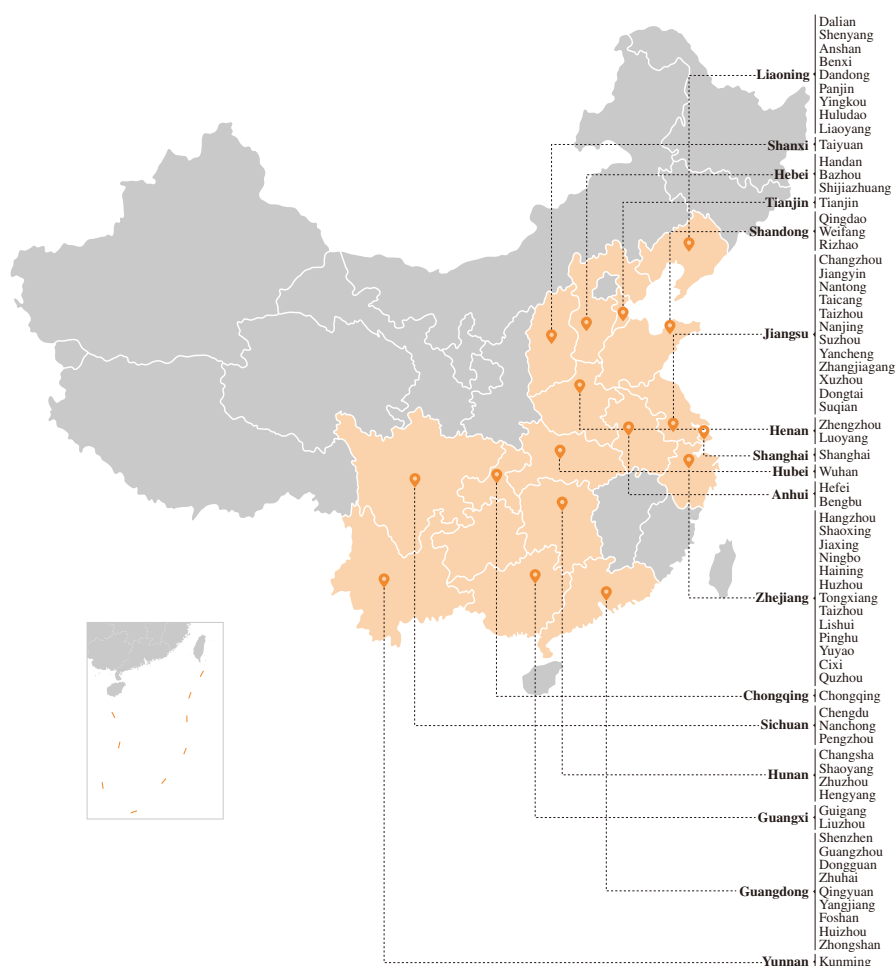 Liaoning
Dalian
Shenyang
Anshan
Benxi
Dandong
Panjin
Yingkou
Huludao
Liaoyang
Shanxi
Taiyuan
Hebei
Handan
Bazhou
Shijiazhuang
Tianjin
Tianjin
Shandong
Qingdao
Weifang
Rizhao
Jiangsu
Changzhou
Jiangyin
Nantong
Taicang
Taizhou
Nanjing
Suzhou
Yancheng
Zhangjiagang
Xuzhou
Dongtai
Suqian
Henan
Zhengzhou
Luoyang
Shanghai
Shanghai
Hubei
Wuhan
Anhui
Hefei
Bengbu
Zhejiang
Hangzhou
Shaoxing
Jiaxing
Ningbo
Haining
Huzhou
Tongxiang
Taizhou
Lishui
Pinghu
Yuyao
Cixi
Quzhou
Chongqing
Chongqing
Sichuan
Chengdu
Nanchong
Pengzhou
Hunan
Changsha
Shaoyang
Zhuzhou
Hengyang
Guangxi
Guigang
Liuzhou
Guangdong
Shenzhen
Guangzhou
Dongguan
Zhuhai
Qingyuan
Yangjiang
Foshan
Huizhou
Zhongshan
Yunnan
Kunming